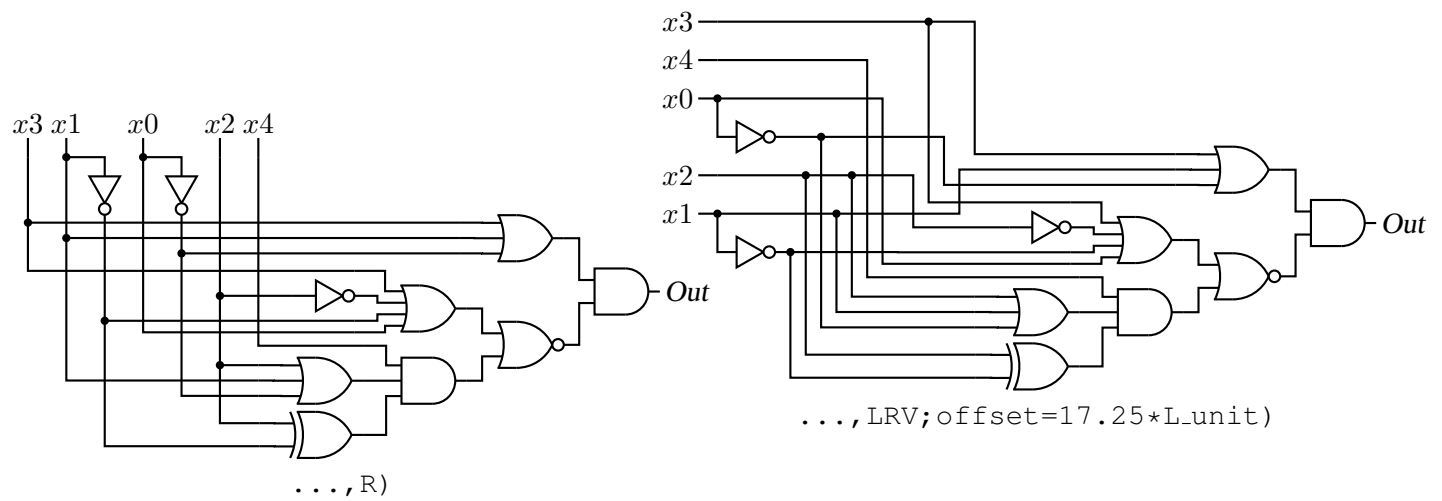 x3
x4
x0
x2
x1
Out
...,LRV;offset=17.25*L_unit)
x3 x1 x0 x2 x4
Out
...,R)